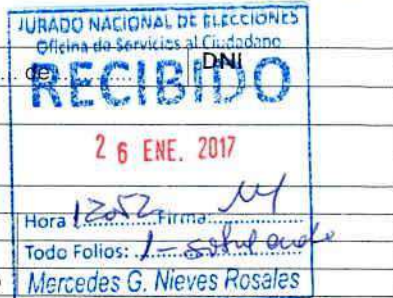 JURADO NACIONAL DE ELECCIONES
Oficina de Servicios al Ciudadano
de
DNI
RECIBIDO
26 ENE. 2017
Hora 12:52 Firma:
Todo Folios: 1-
Mercedes G. Nieves Rosales